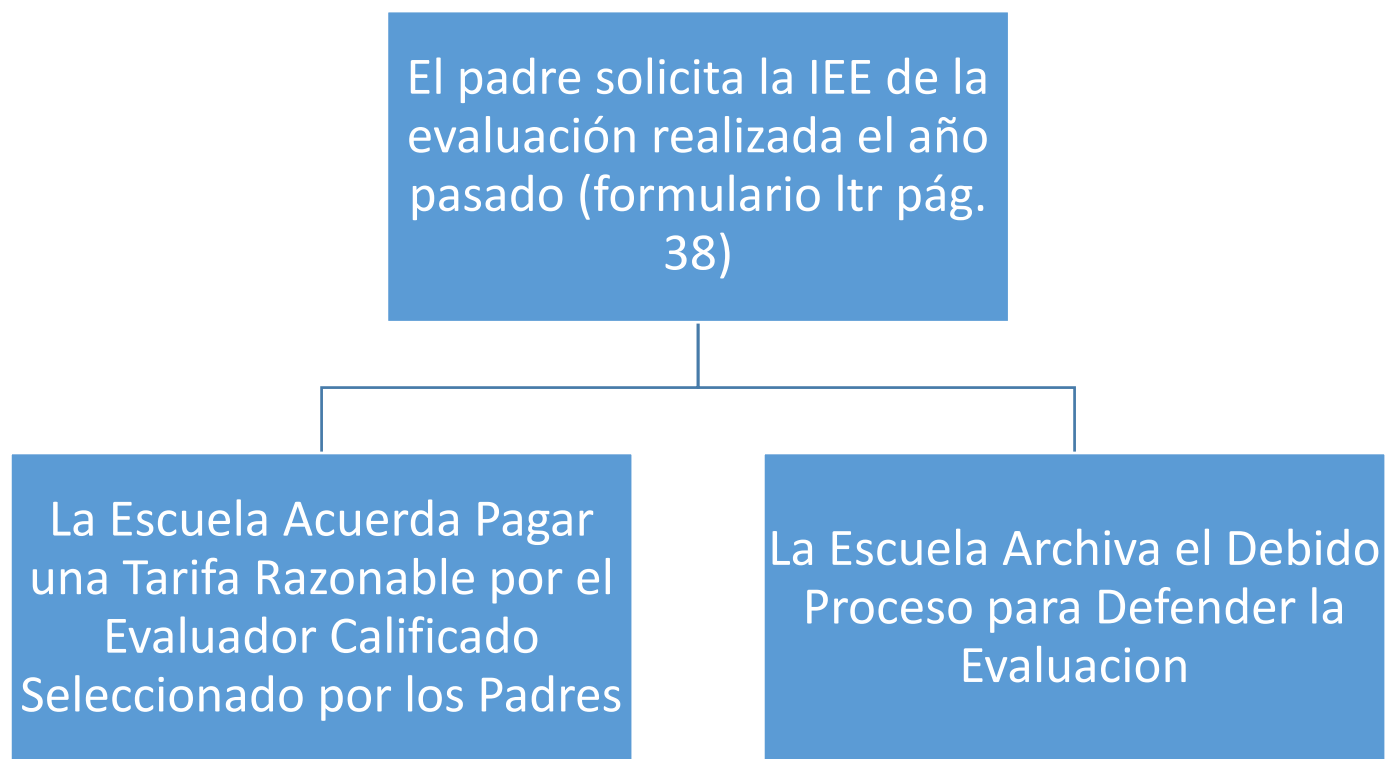 El padre solicita la IEE de la
evaluación realizada el año
pasado (formulario ltr pág.
38)
La Escuela Acuerda Pagar
una Tarifa Razonable por el
Evaluador Calificado
Seleccionado por los Padres
La Escuela Archiva el Debido
Proceso para Defender la
Evaluacion